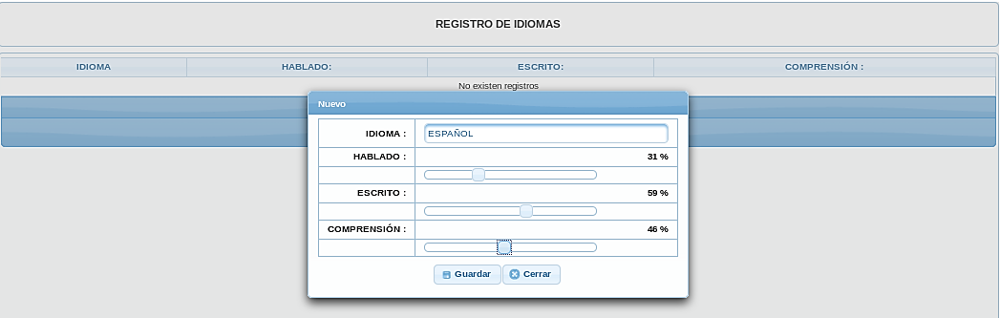 REGISTRO DE IDIOMAS
IDIOMA HABLADO: ESCRITO: COMPRENSIÓN :
No existen registros
Nuevo
IDIOMA : ESPAÑOL
HABLADO : 31 %
ESCRITO : 59 %
COMPRENSIÓN : 46 %
Guardar Cerrar